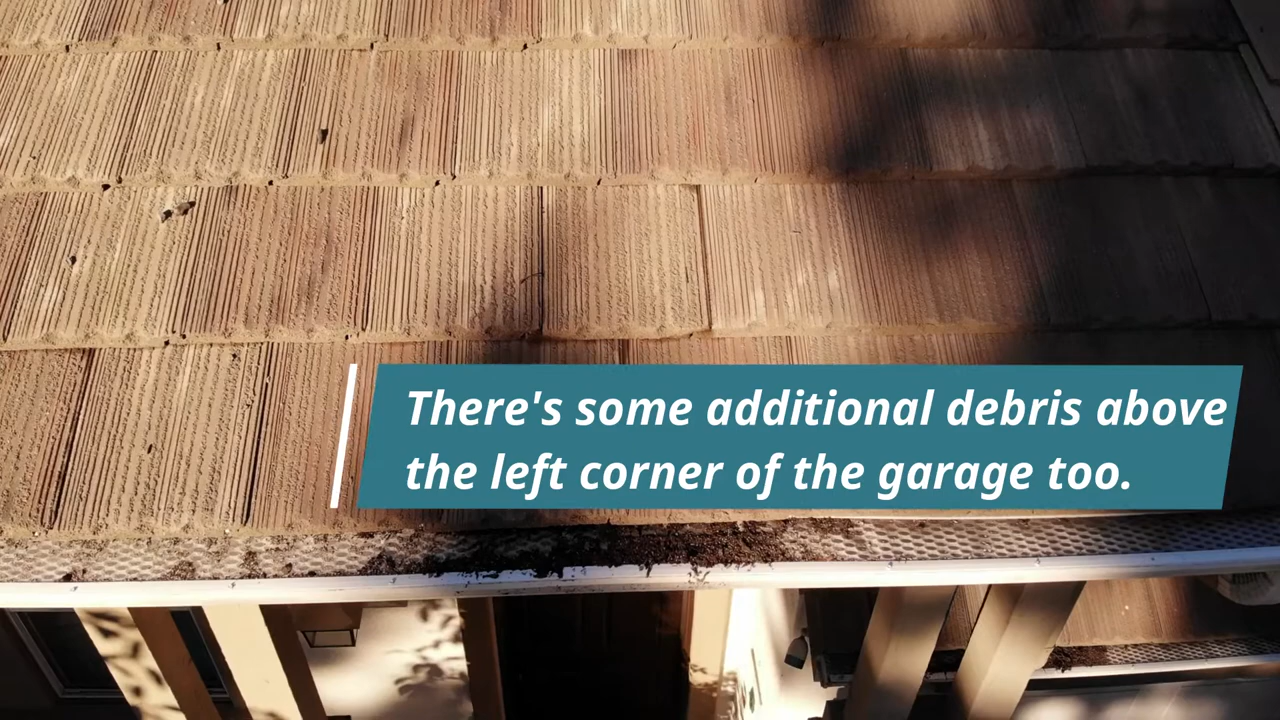 There's some additional debris above
the left corner of the garage too.